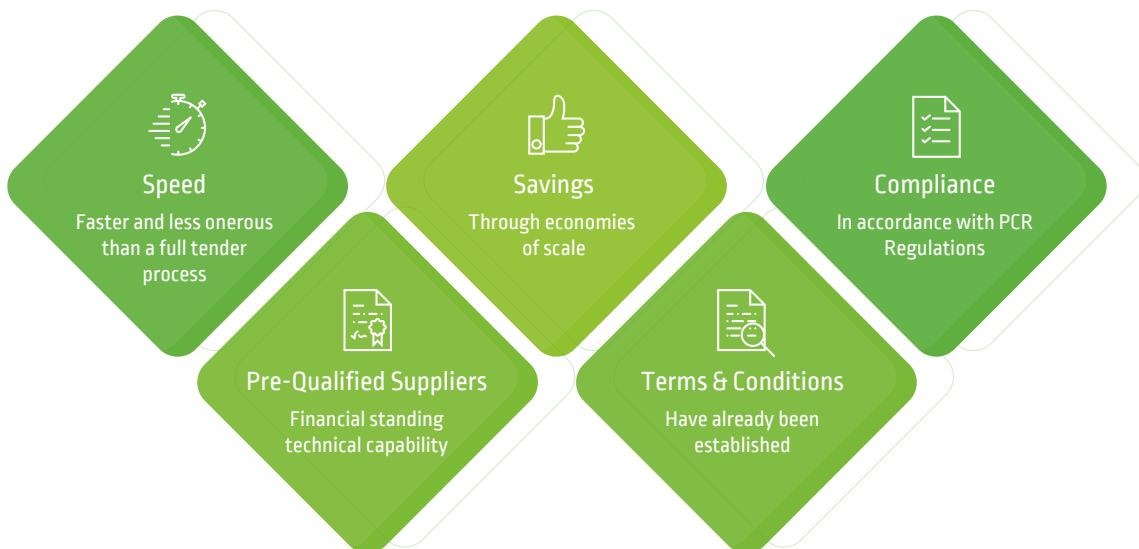 Speed
Faster and less onerous
than a full tender
process
Pre-Qualified Suppliers
Financial standing
technical capability
Savings
Through economies
of scale
Terms & Conditions
Have already been
established
Compliance
In accordance with PCR
Regulations